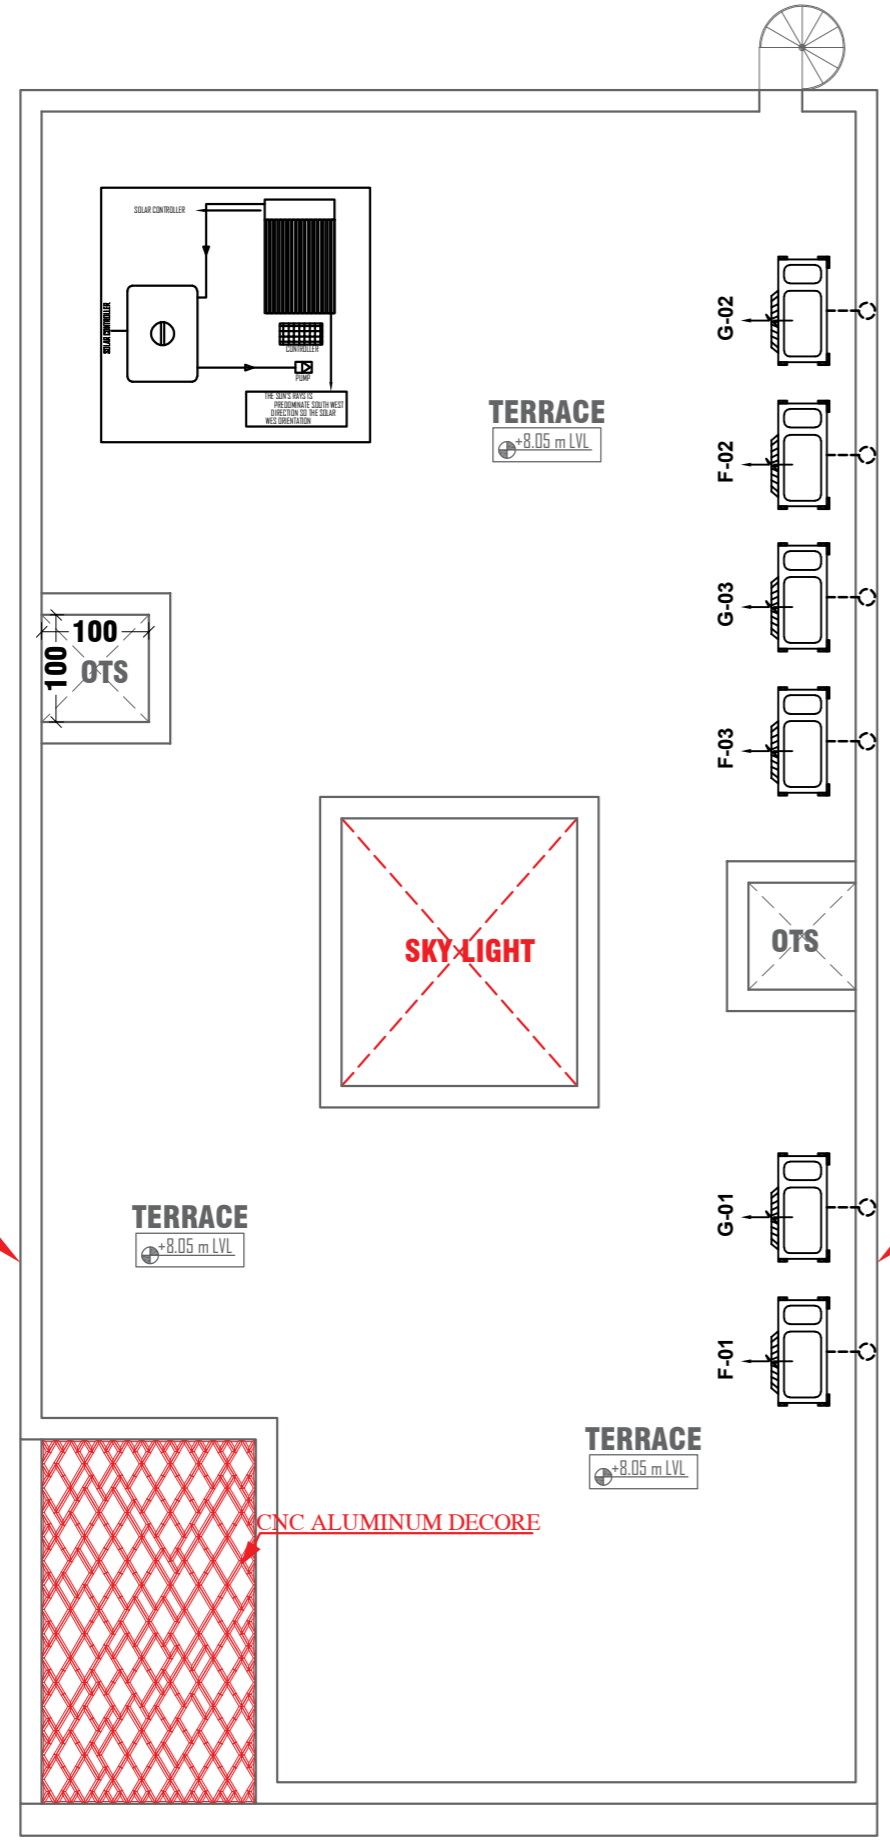 SOLAR CONTROLLER
SOLAR CONTROLLER
CONTROLLER
PUMP
THE SUN'S RAYS IS
PREDOMINATE SOUTH WEST
DIRECTION SO THE SOLAR
WES ORIENTATION
G-02
TERRACE
+8.05 m LVL
F-02
G-03
100
100
OTS
F-03
SKY LIGHT
OTS
G-01
TERRACE
+8.05 m LVL
F-01
TERRACE
+8.05 m LVL
CNC ALUMINUM DECORE